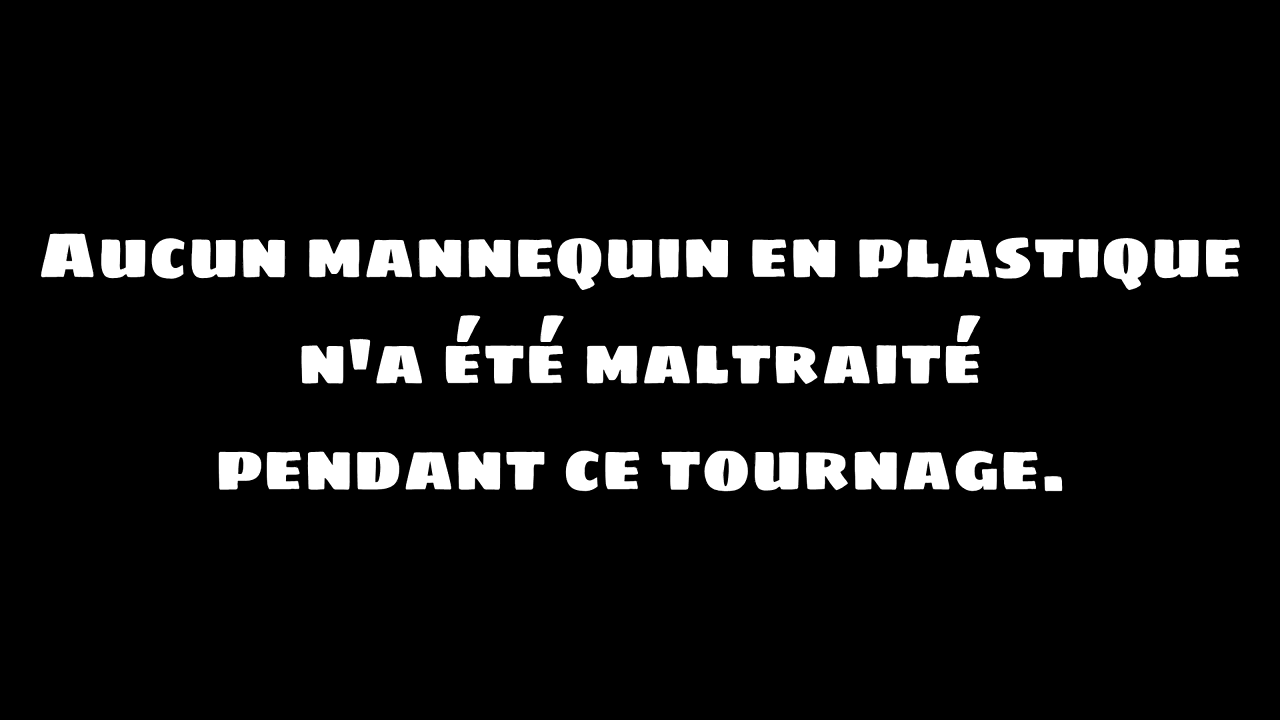 Aucun mannequin en plastique
n'a été maltraité
pendant ce tournage.